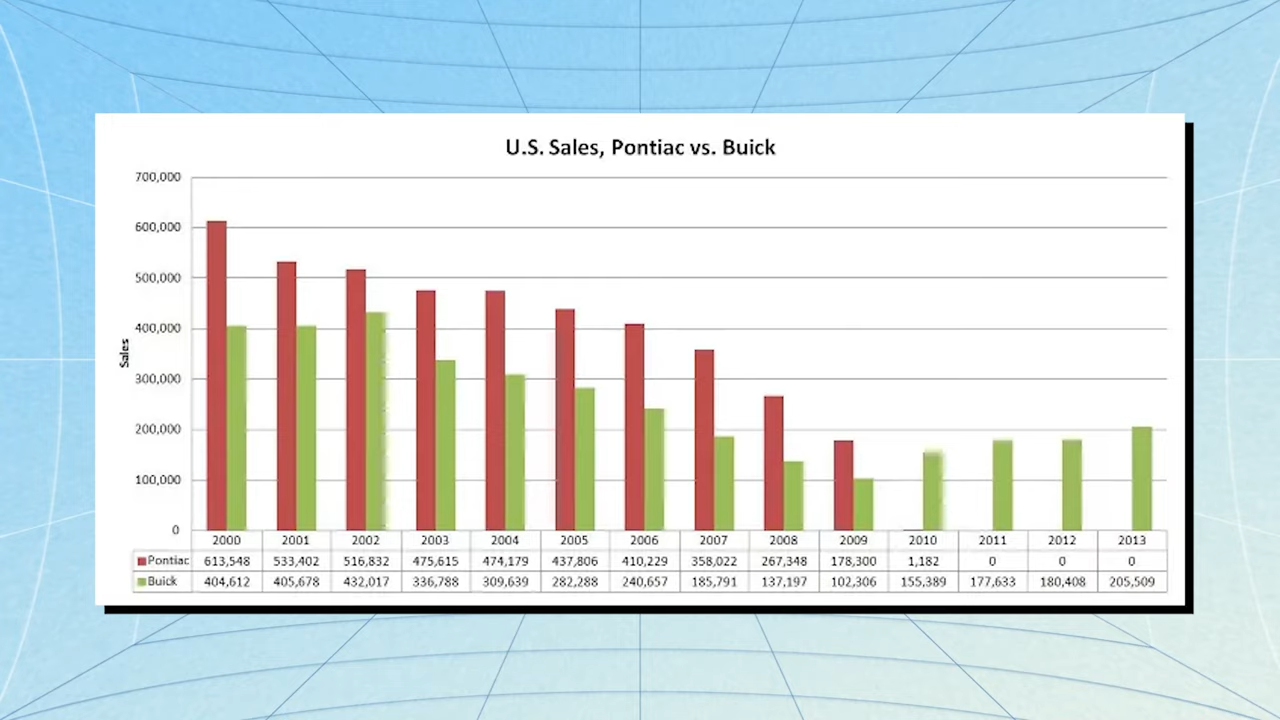 U.S. Sales, Pontiac vs. Buick
700,000
600,000
500,000
400,000
300,000
200,000
100,000
0
Sales
2000 2001 2002 2003 2004 2005 2006 2007 2008 2009 2010 2011 2012 2013
Pontiac 613,548 533,402 516,832 475,615 474,179 437,806 410,229 358,022 267,348 178,300 1,182 0 0 0
Buick 404,612 405,678 432,017 336,788 309,639 282,288 240,657 185,791 137,197 102,306 155,389 177,633 180,408 205,509